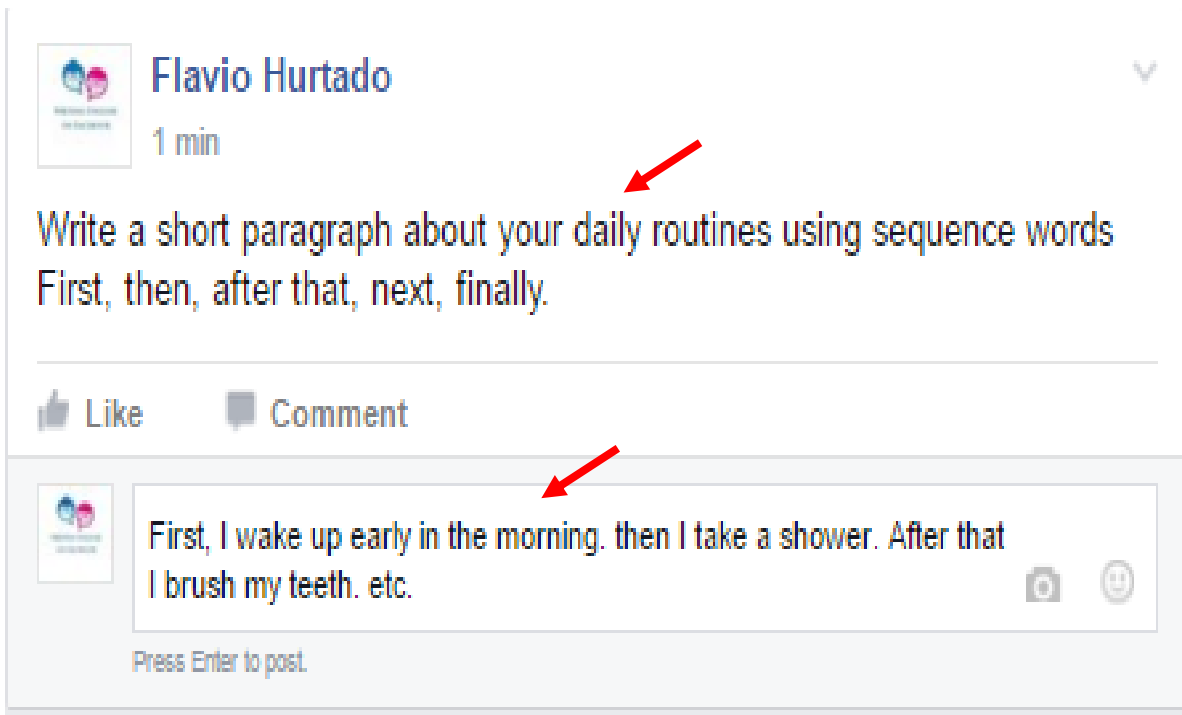 Flavio Hurtado
1 min
Write a short paragraph about your daily routines using sequence words
First, then, after that, next, finally.
Like Comment
First, I wake up early in the morning. then I take a shower. After that
I brush my teeth. etc.
Press Enter to post.